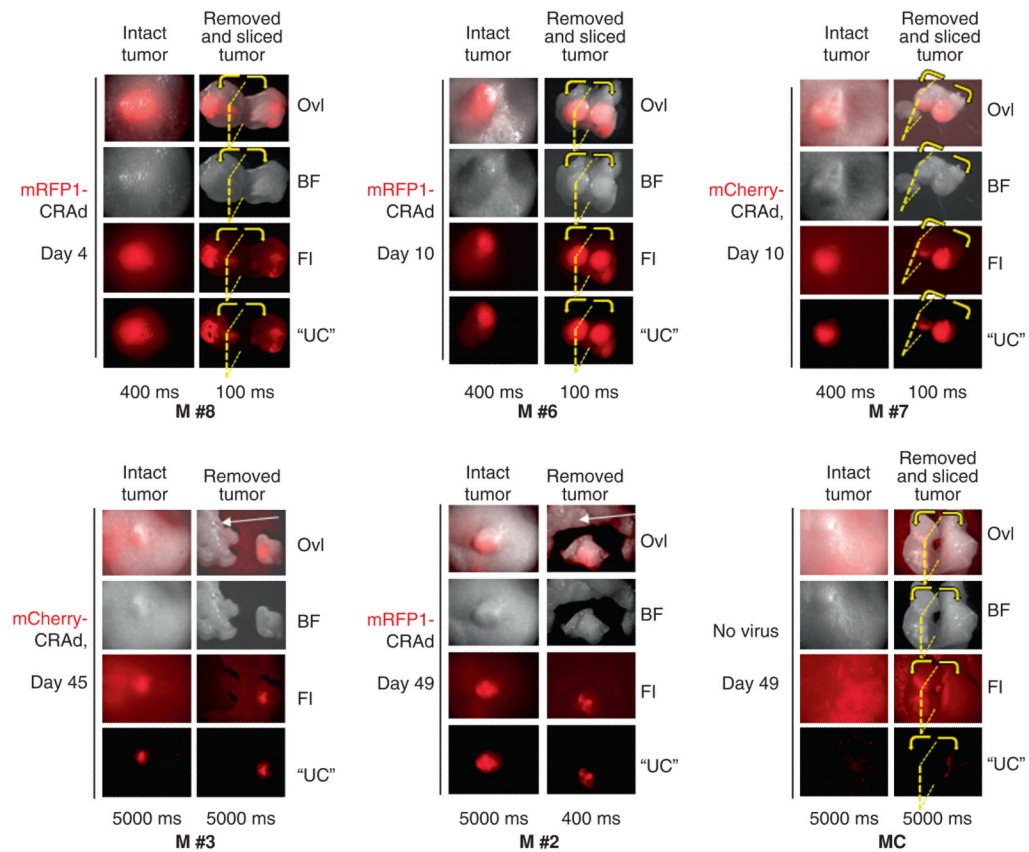 Intact
tumor
Removed
and sliced
tumor
mRFP1-
CRAd
Day 4
Ovl
BF
FI
“UC”
400 ms
100 ms
M #8
Intact
tumor
Removed
and sliced
tumor
mRFP1-
CRAd
Day 10
Ovl
BF
FI
“UC”
400 ms
100 ms
M #6
Intact
tumor
Removed
and sliced
tumor
mCherry-
CRAd,
Day 10
Ovl
BF
FI
“UC”
400 ms
100 ms
M #7
Intact
tumor
Removed
tumor
mCherry-
CRAd,
Day 45
Ovl
BF
FI
“UC”
5000 ms
5000 ms
M #3
Intact
tumor
Removed
tumor
mRFP1-
CRAd
Day 49
Ovl
BF
FI
“UC”
5000 ms
400 ms
M #2
Intact
tumor
Removed
and sliced
tumor
No virus
Day 49
Ovl
BF
FI
“UC”
5000 ms
5000 ms
MC